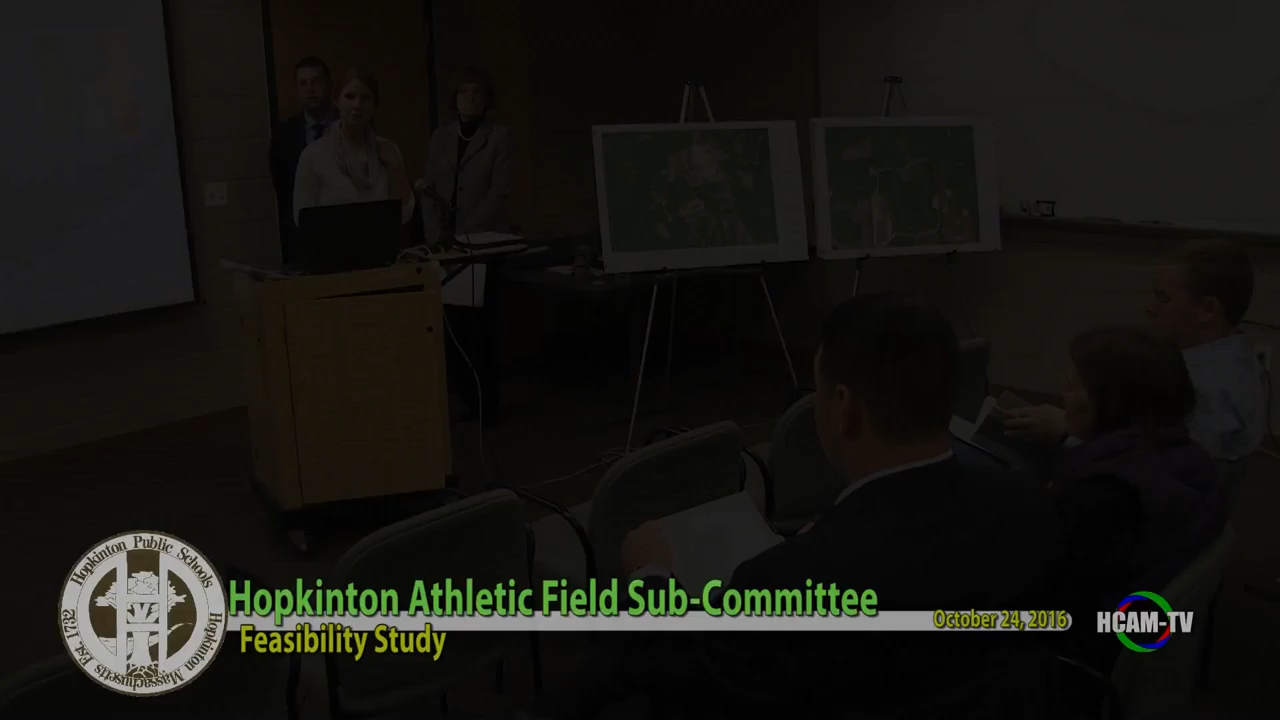 Hopkinton Public Schools
Hopkinton Massachusetts Est. 1732
Hopkinton Athletic Field Sub-Committee
October 24, 2016
Feasibility Study
HCAM-TV